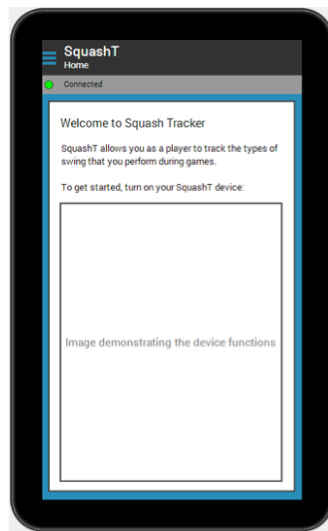 SquashT
Home
Connected
Welcome to Squash Tracker
SquashT allows you as a player to track the types of
swing that you perform during games.
To get started, turn on your SquashT device:
Image demonstrating the device functions